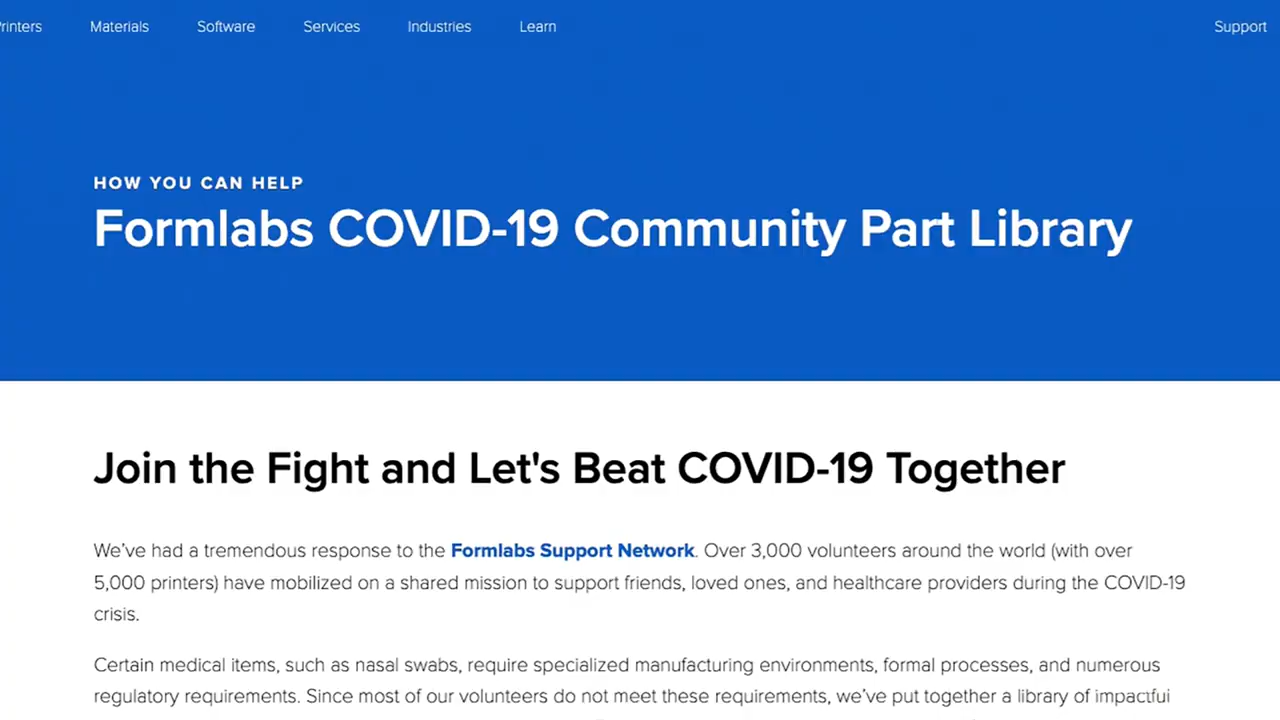 Materials Software Services Industries Learn Support
HOW YOU CAN HELP
Formlabs COVID-19 Community Part Library
Join the Fight and Let's Beat COVID-19 Together
We've had a tremendous response to the Formlabs Support Network. Over 3,000 volunteers around the world (with over
5,000 printers) have mobilized on a shared mission to support friends, loved ones, and healthcare providers during the COVID-19
crisis.
Certain medical items, such as nasal swabs, require specialized manufacturing environments, formal processes, and numerous
regulatory requirements. Since most of our volunteers do not meet these requirements, we've put together a library of impactful